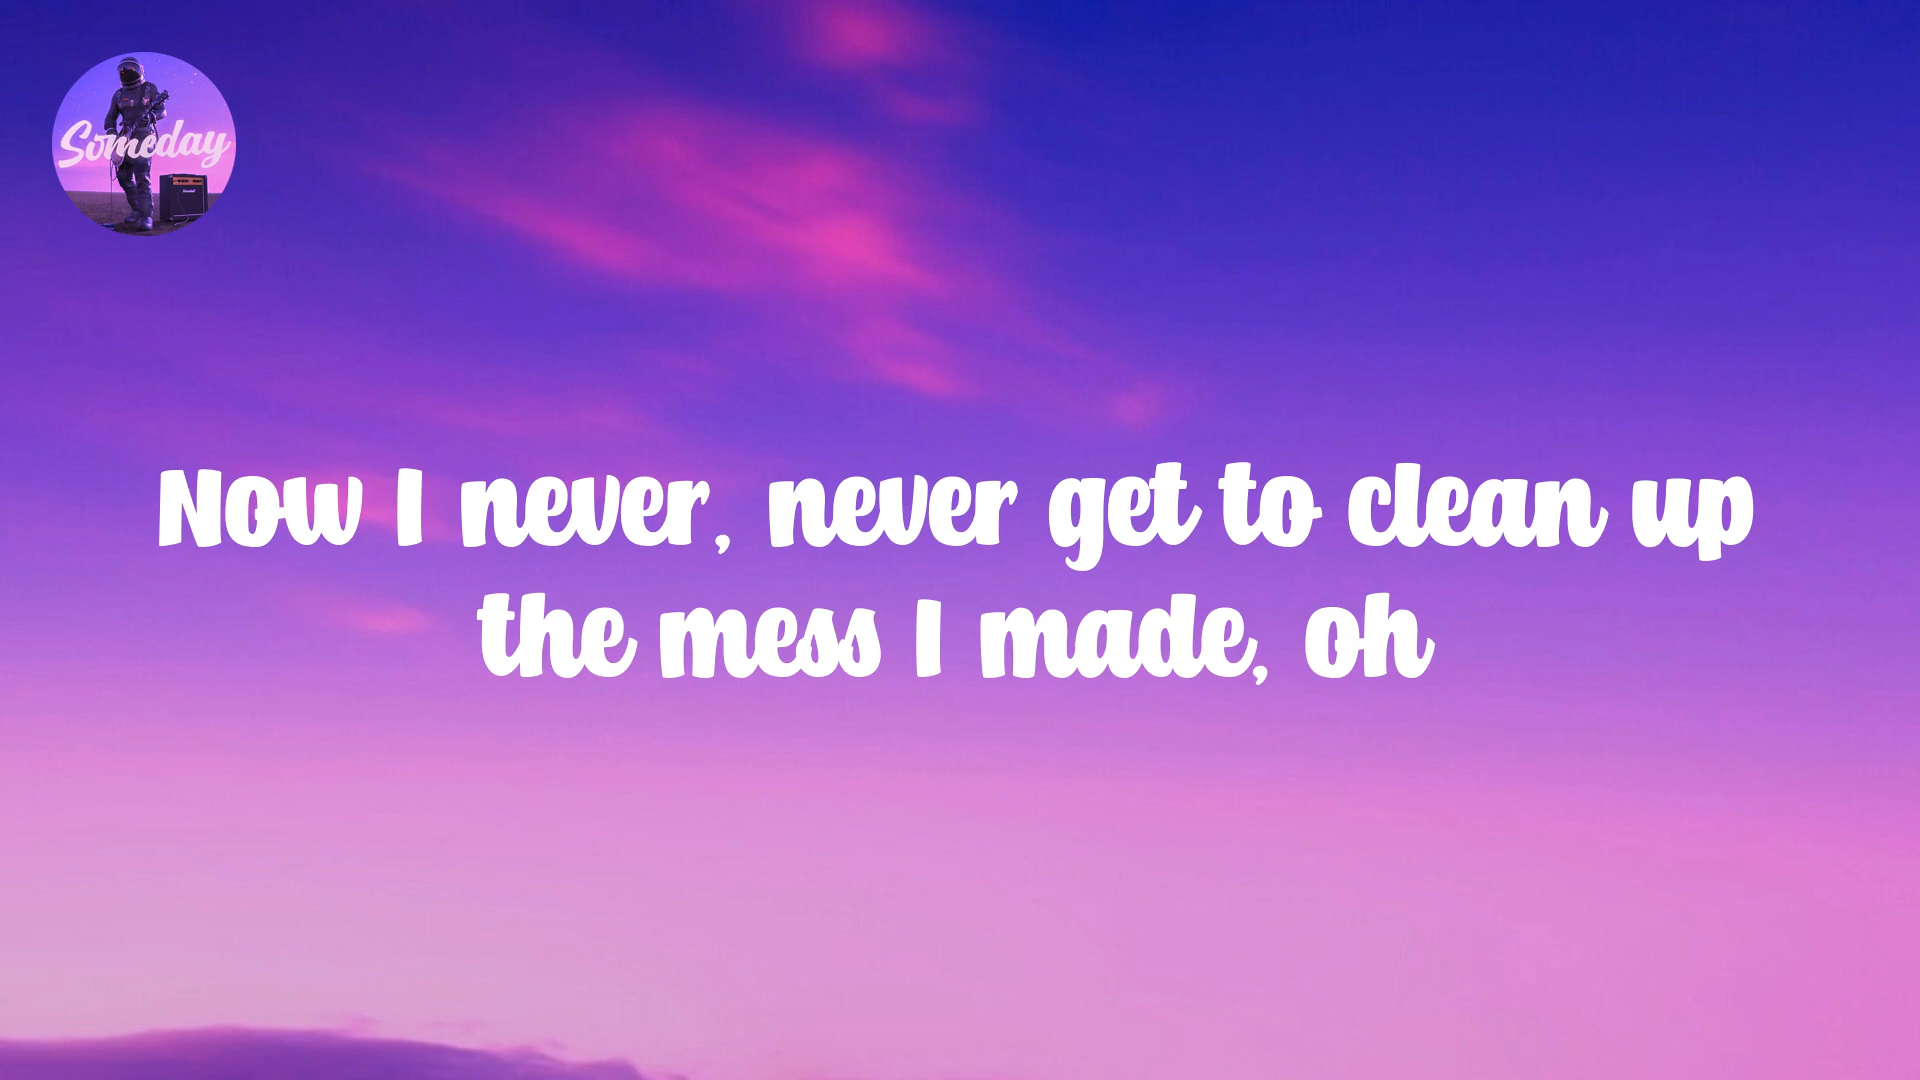 Someday
Now I never, never get to clean up
the mess I made, oh